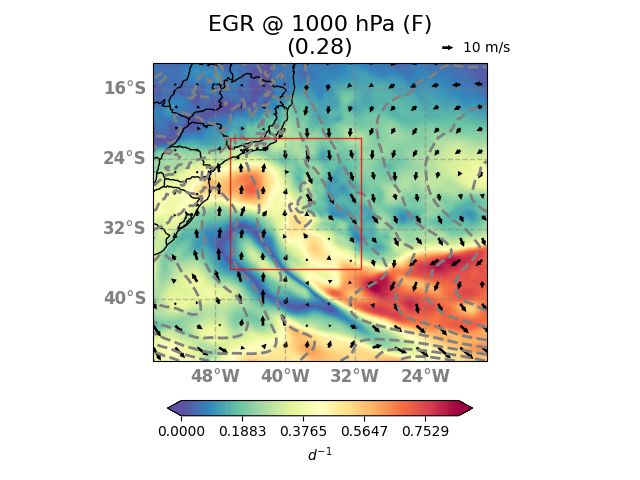 EGR @ 1000 hPa (F)
(0.28)
10 m/s
16°S
24°S
32°S
40°S
48°W 40°W 32°W 24°W
0.0000 0.1883 0.3765 0.5647 0.7529
d⁻¹